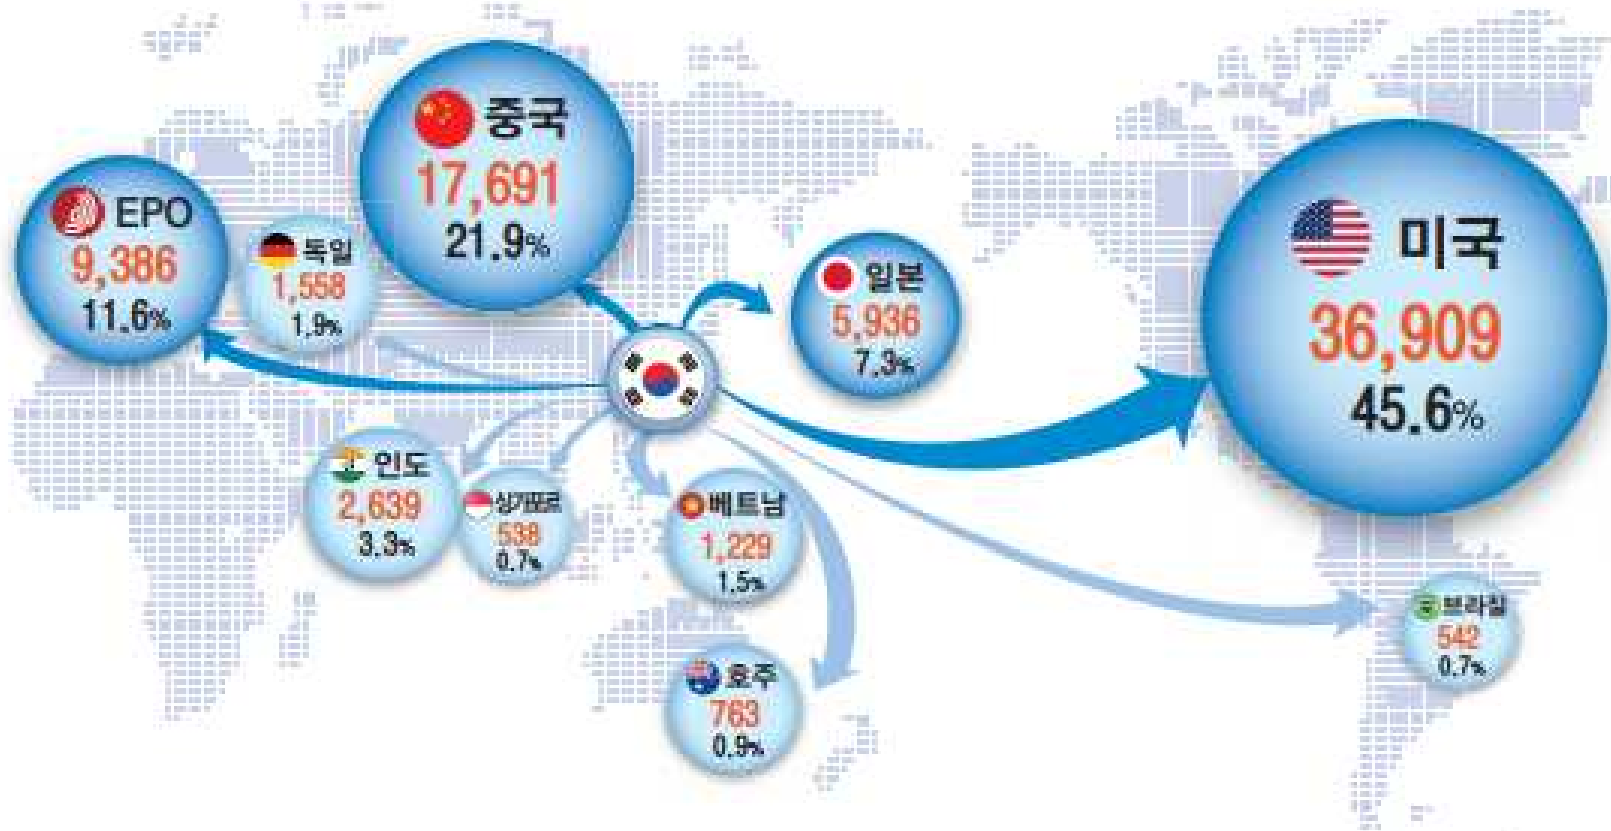 중국
17,691
21.9%
EPO
9,386
11.6%
독일
1,558
1.9%
일본
5,936
7.3%
미국
36,909
45.6%
인도
2,639
3.3%
싱가포르
538
0.7%
베트남
1,229
1.5%
호주
763
0.9%
브라질
542
0.7%